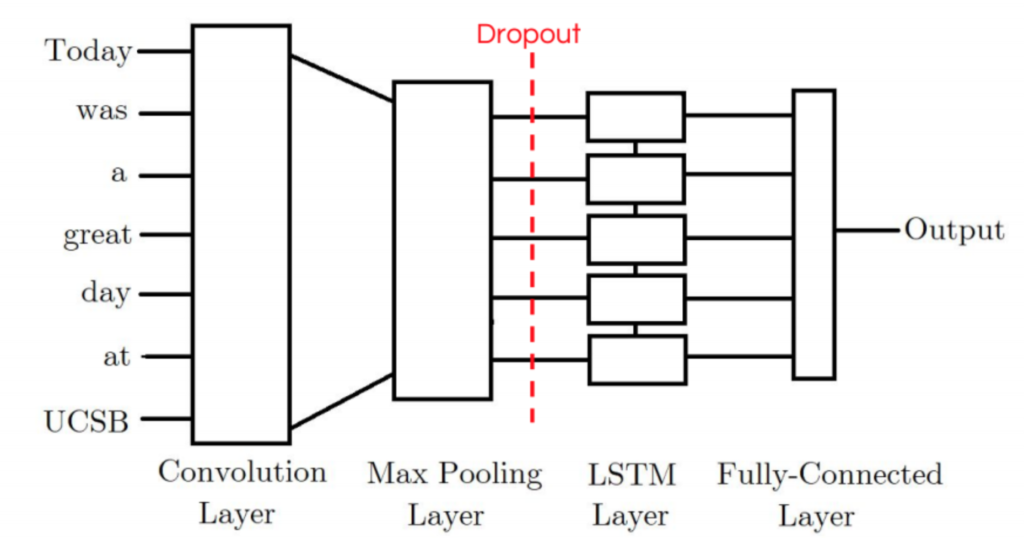 Dropout
Today
was
a
great
day
at
UCSB
Output
Convolution
Layer
Max Pooling
Layer
LSTM
Layer
Fully-Connected
Layer